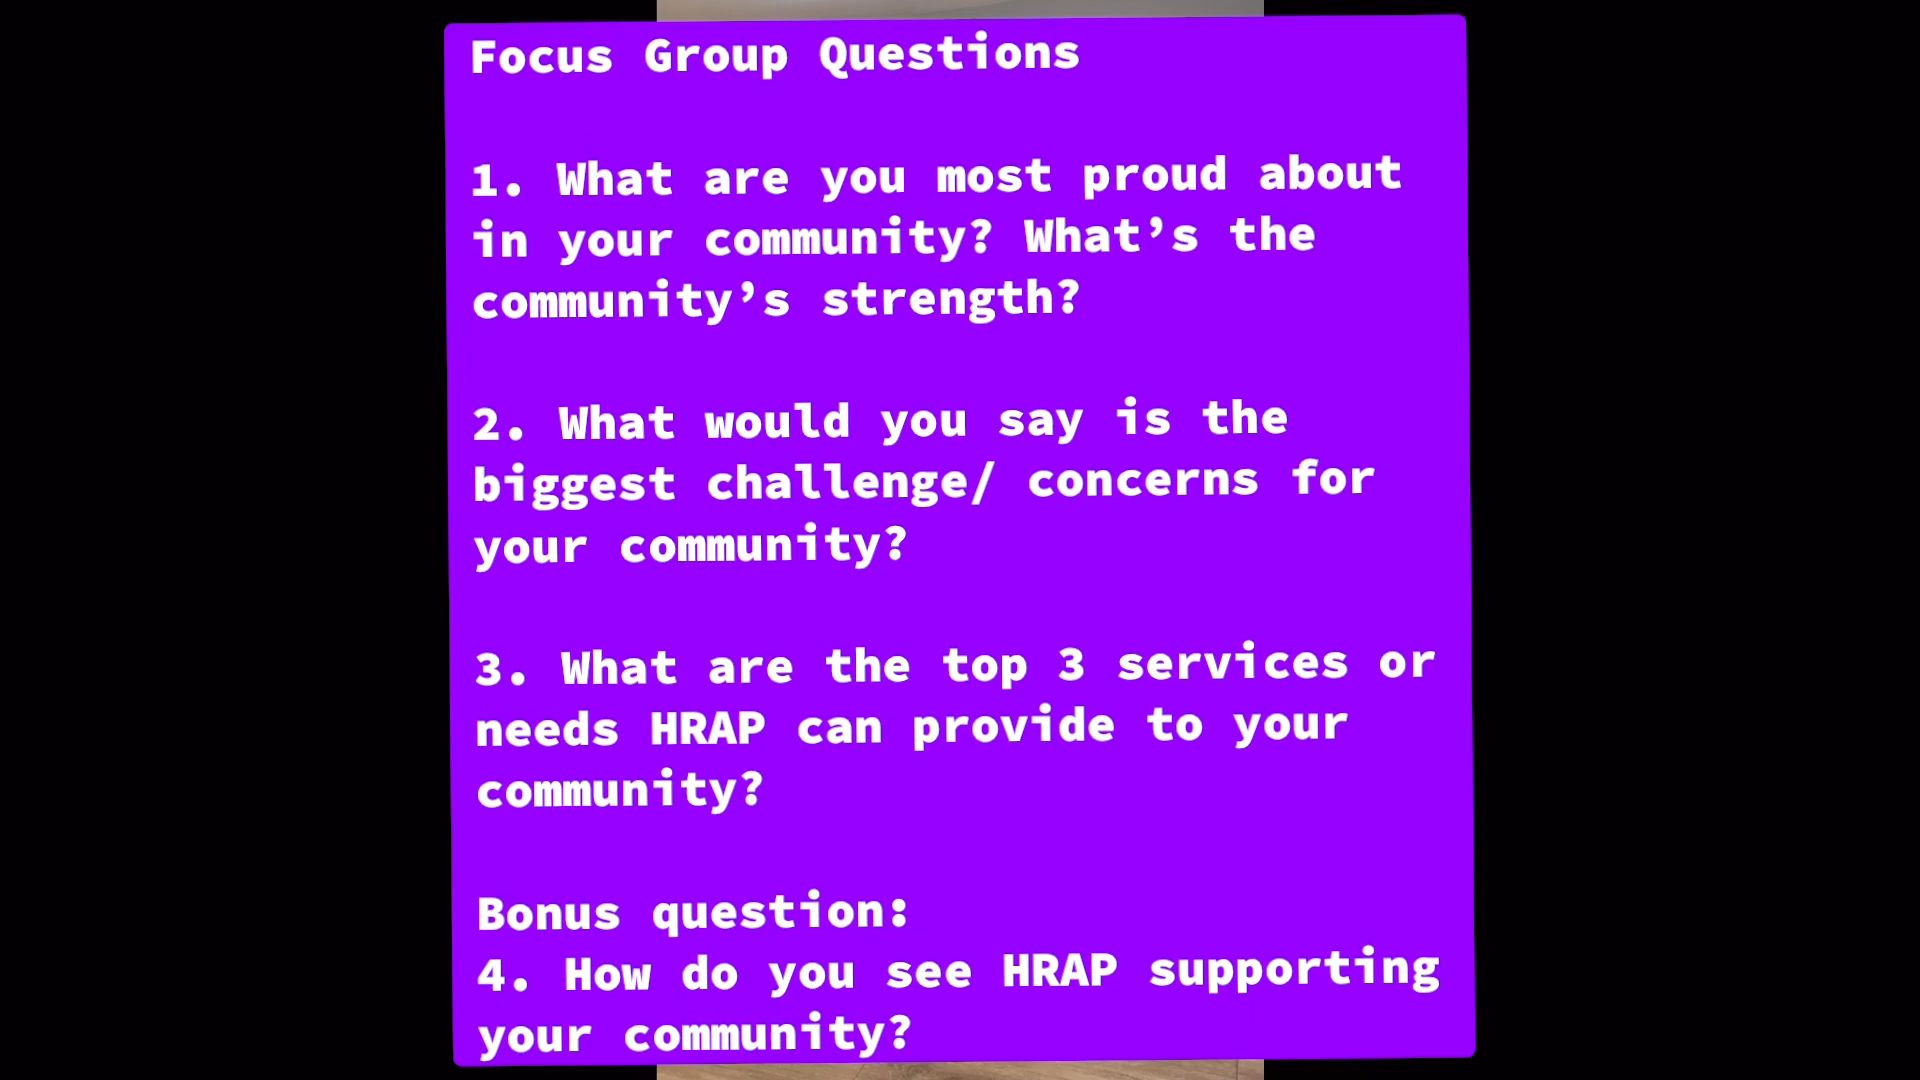 Focus Group Questions
1. What are you most proud about
in your community? What’s the
community’s strength?
2. What would you say is the
biggest challenge/ concerns for
your community?
3. What are the top 3 services or
needs HRAP can provide to your
community?
Bonus question:
4. How do you see HRAP supporting
your community?